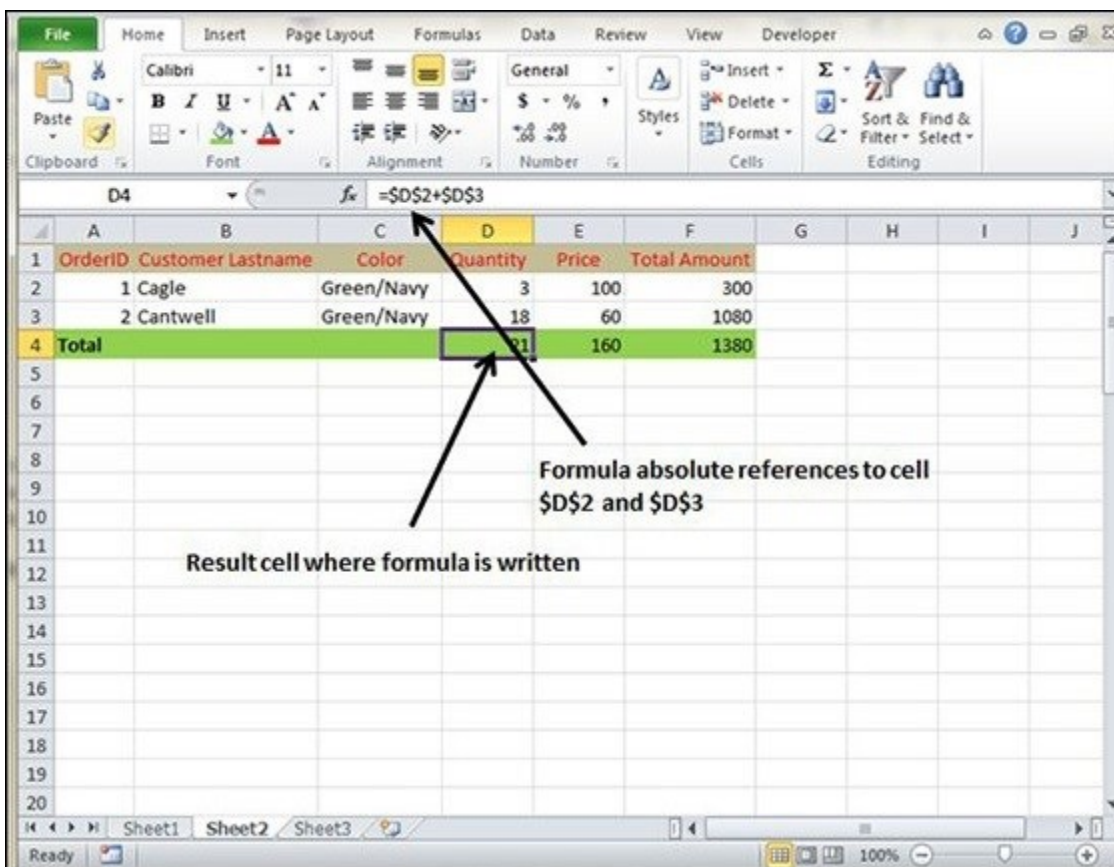 File Home Insert Page Layout Formulas Data Review View Developer
Calibri 11 General Insert Σ
Paste B I U A A $ % , Styles Delete Sort & Find &
Format Filter Select
Clipboard Font Alignment Number Cells Editing
D4 fx =$D$2+$D$3
A B C D E F G H I J
1 OrderID Customer Lastname Color Quantity Price Total Amount
2 1 Cagle Green/Navy 3 100 300
3 2 Cantwell Green/Navy 18 60 1080
4 Total 21 160 1380
5
6
7
8
Formula absolute references to cell
9
$D$2 and $D$3
10
11
Result cell where formula is written
12
13
14
15
16
17
18
19
20
Sheet1 Sheet2 Sheet3
Ready 100%